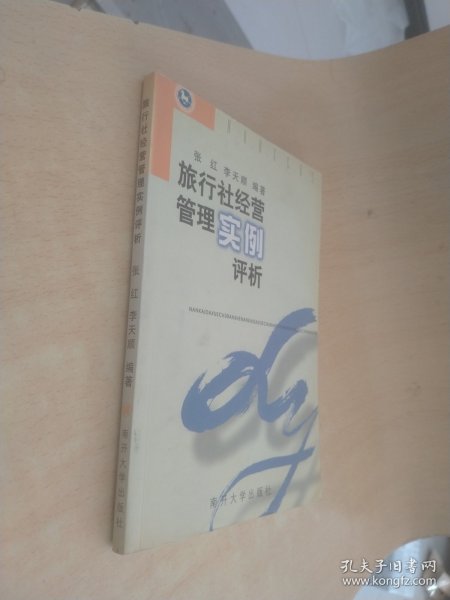 张 红 李天顺 编著
旅行社经营
管理实例
评析
南开大学出版社
旅行社经营管理实例评析 张 红 李天顺 编著 南开大学出版社
孔夫子旧书网
www.kongfz.com